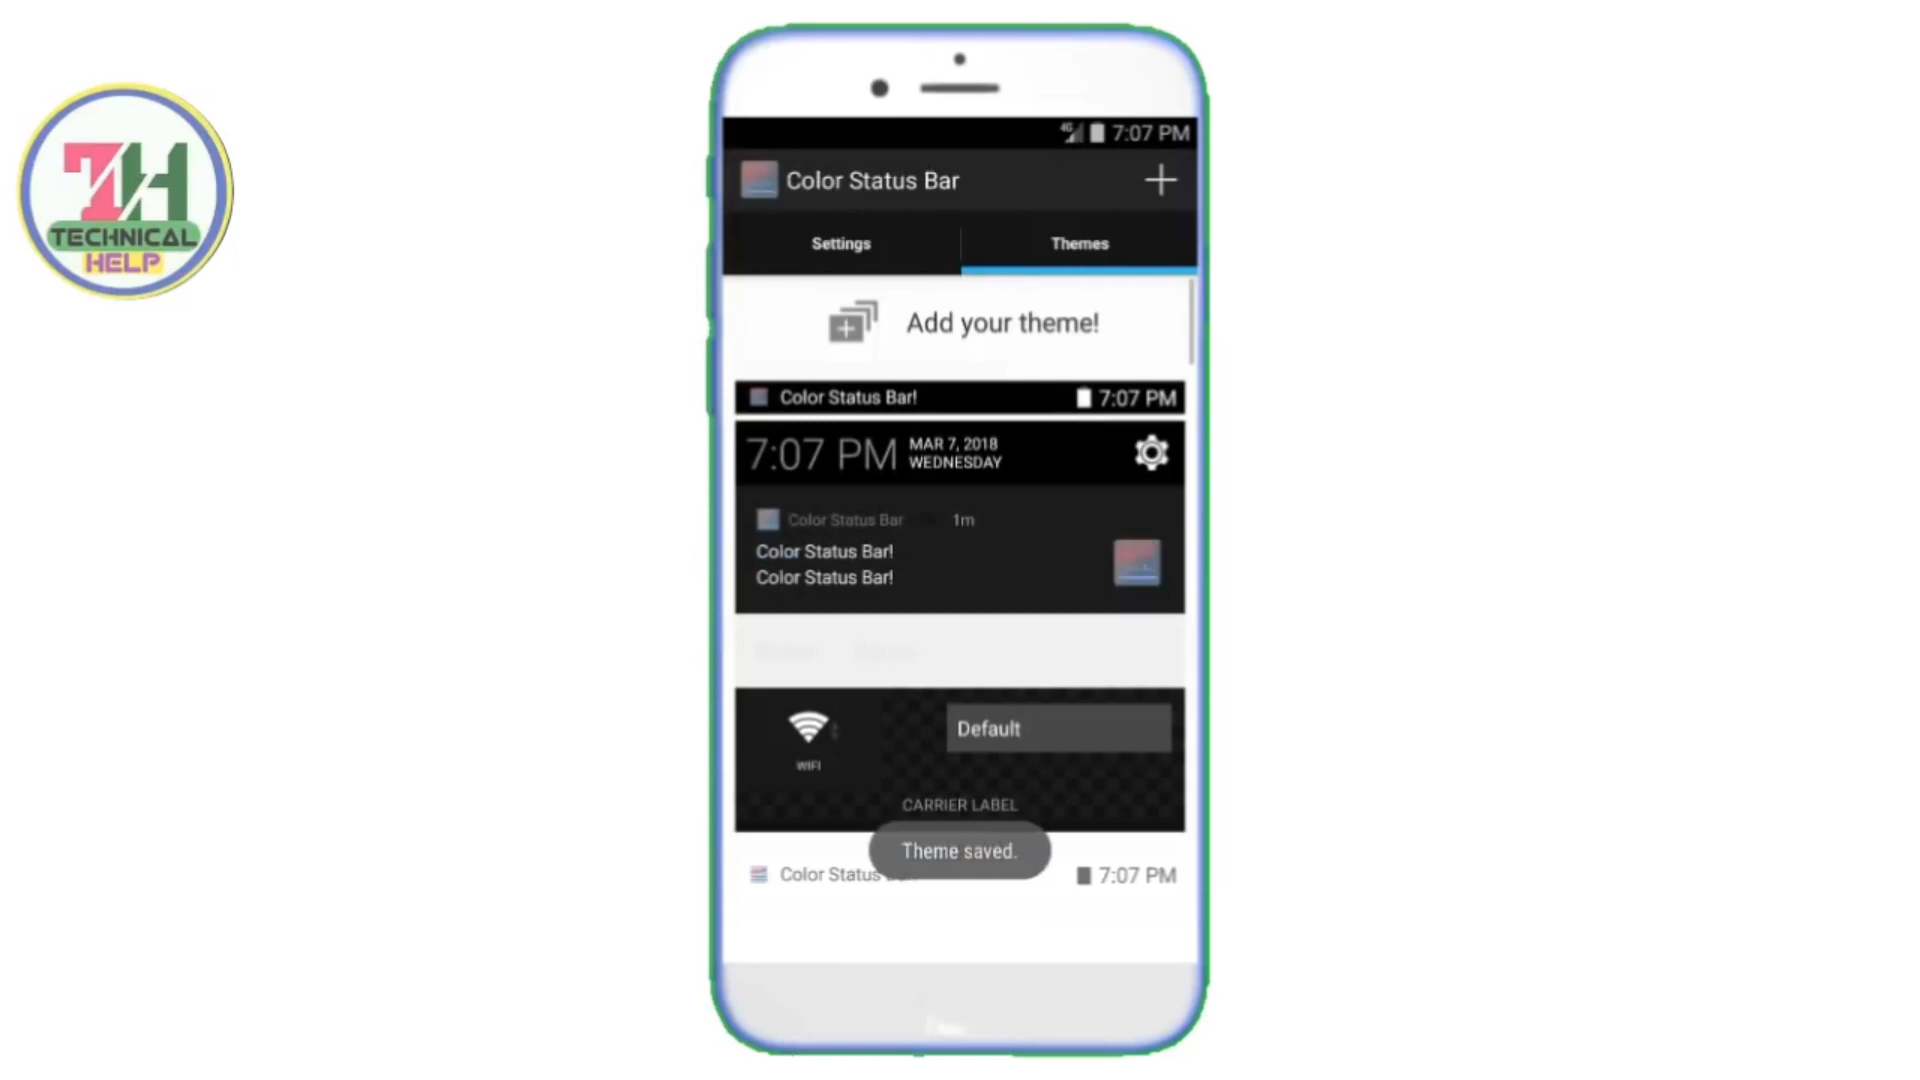 TH
TECHNICAL
HELP
4G 7:07 PM
Color Status Bar
Settings Themes
Add your theme!
Color Status Bar! 7:07 PM
7:07 PM MAR 7, 2018
WEDNESDAY
Color Status Bar 1m
Color Status Bar!
Color Status Bar!
WIFI
Default
CARRIER LABEL
Theme saved.
Color Status 7:07 PM